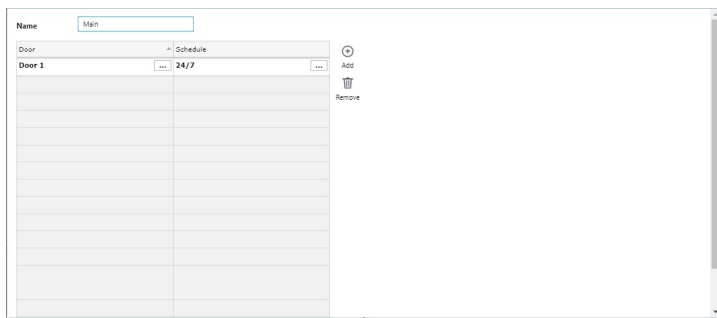 Name Main
Door Schedule
Door 1 ... 24/7 ...
Add
Remove